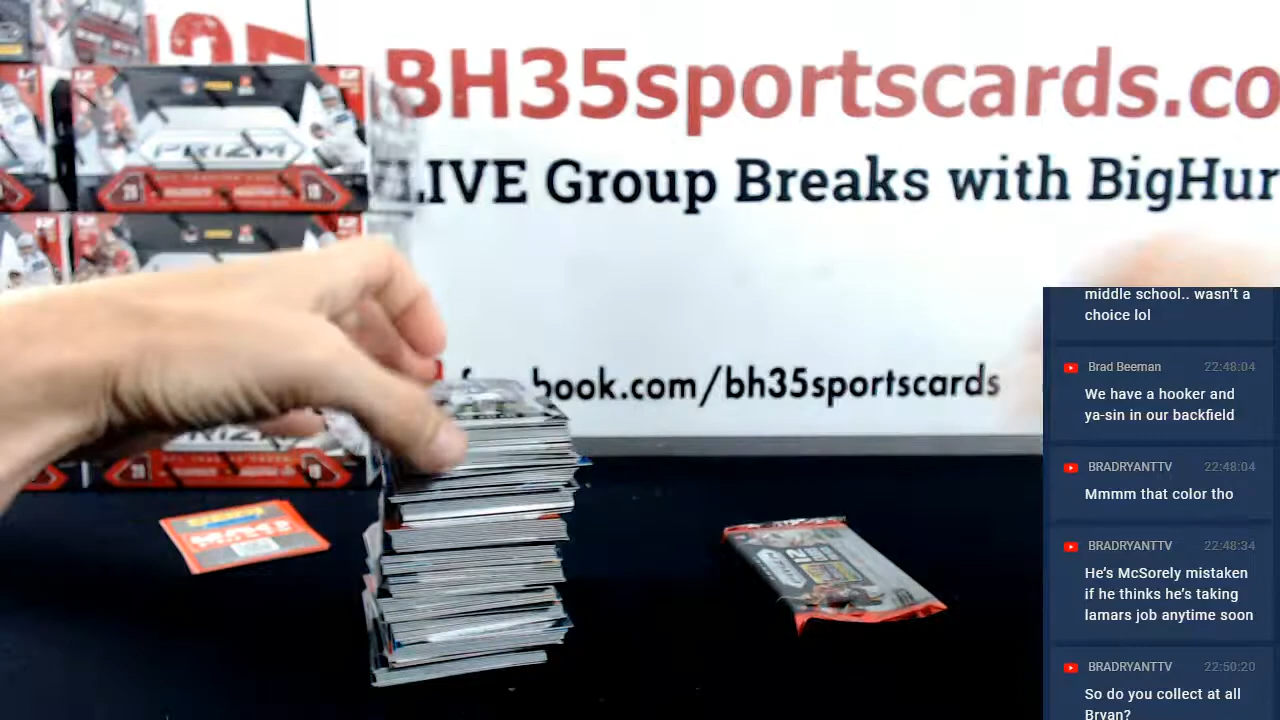 BH35sportscards.co
LIVE Group Breaks with BigHur
book.com/bh35sportscards
PRIZM
middle school.. wasn't a
choice lol
Brad Beeman 22:48:04
We have a hooker and
ya-sin in our backfield
BRADRYANTTV 22:48:04
Mmmm that color tho
BRADRYANTTV 22:48:34
He's McSorely mistaken
if he thinks he's taking
lamars job anytime soon
BRADRYANTTV 22:50:20
So do you collect at all
Bryan?